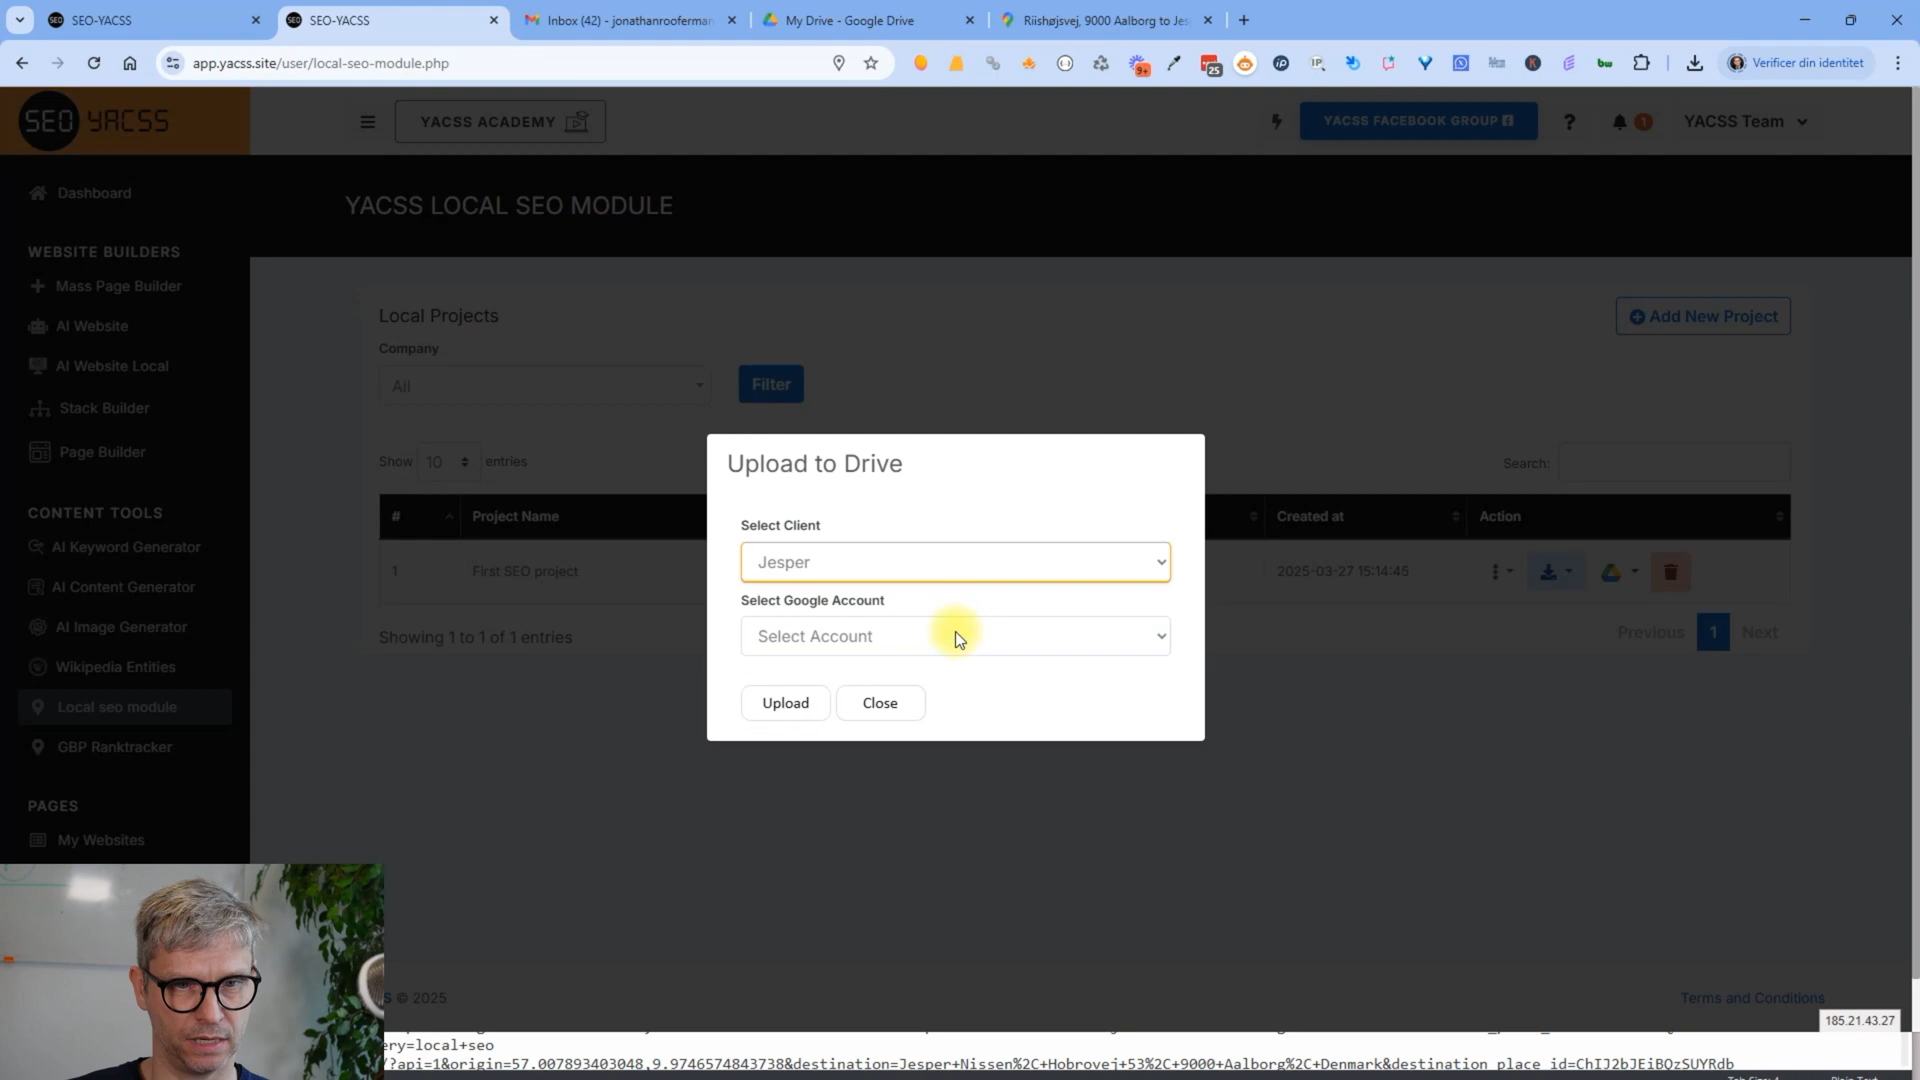 SEO-YACSS
SEO-YACSS
Inbox (42) - jonathanrooferman
My Drive - Google Drive
Riishøjsvej, 9000 Aalborg to Jes
app.yacss.site/user/local-seo-module.php
9+
25
Verificer din identitet
SEO YACSS
YACSS ACADEMY
YACSS FACEBOOK GROUP
?
1
YACSS Team
Dashboard
YACSS LOCAL SEO MODULE
WEBSITE BUILDERS
Mass Page Builder
AI Website
AI Website Local
Stack Builder
Page Builder
CONTENT TOOLS
AI Keyword Generator
AI Content Generator
AI Image Generator
Wikipedia Entities
Local seo module
GBP Ranktracker
PAGES
My Websites
Local Projects
Add New Project
Company
All
Filter
Show 10 entries
Search:
# Project Name Created at Action
1 First SEO project 2025-03-27 15:14:45
Showing 1 to 1 of 1 entries
Previous 1 Next
Upload to Drive
Select Client
Jesper
Select Google Account
Select Account
Upload Close
S © 2025
Terms and Conditions
185.21.43.27
ery=local+seo
/?api=1&origin=57.007893403048,9.9746574843738&destination=Jesper+Nissen%2C+Hobrovej+53%2C+9000+Aalborg%2C+Denmark&destination_place_id=ChIJ2bJEiBQzSUYRdb